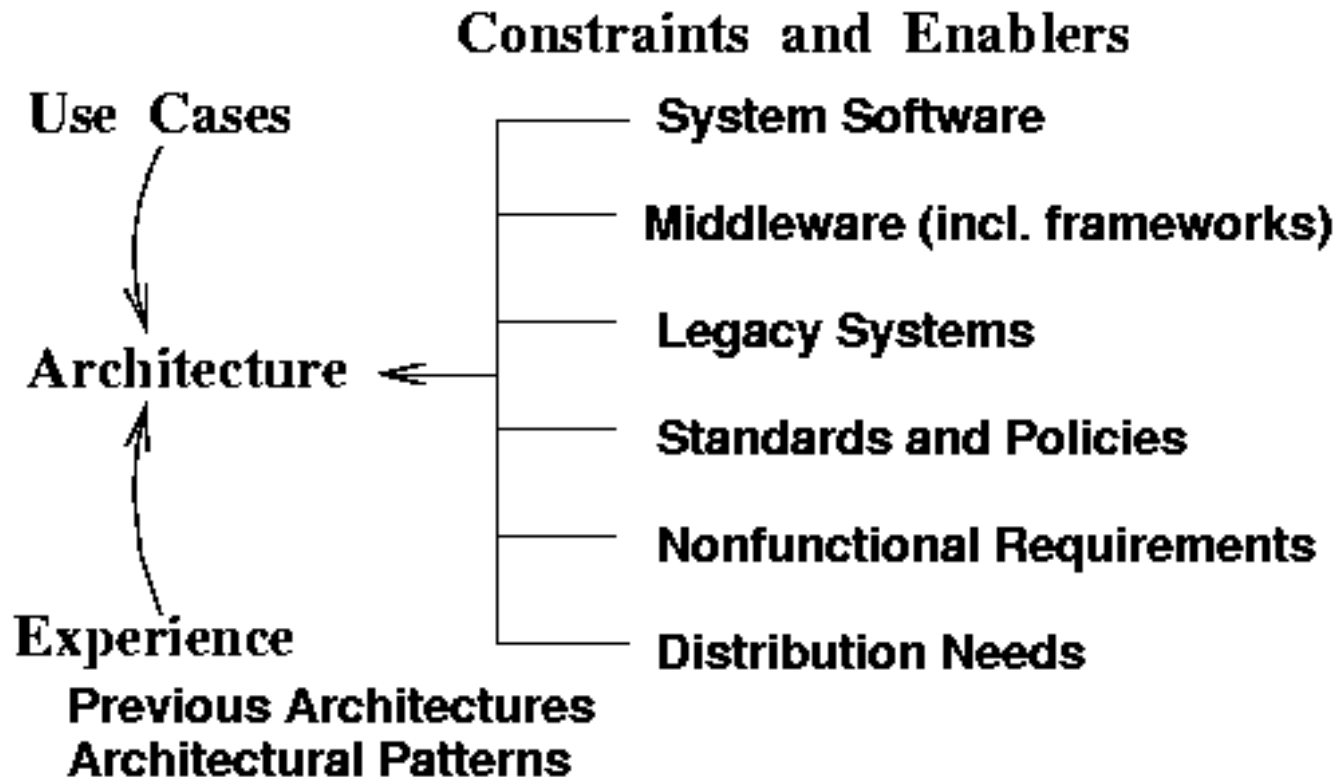 Constraints and Enablers
Use Cases
System Software
Middleware (incl. frameworks)
Legacy Systems
Architecture
Standards and Policies
Nonfunctional Requirements
Experience
Distribution Needs
Previous Architectures
Architectural Patterns